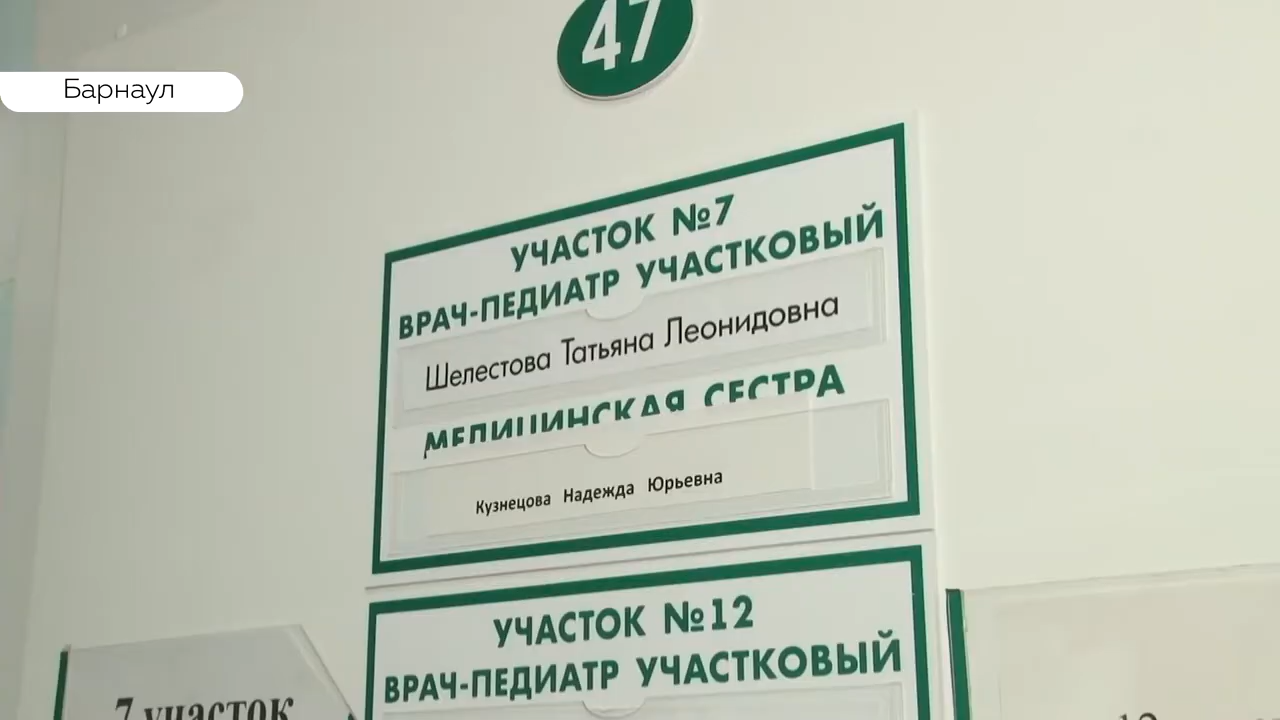 47
Барнаул
УЧАСТОК №7
ВРАЧ-ПЕДИАТР УЧАСТКОВЫЙ
Шелестова Татьяна Леонидовна
МЕДИЦИНСКАЯ СЕСТРА
Кузнецова Надежда Юрьевна
УЧАСТОК №12
ВРАЧ-ПЕДИАТР УЧАСТКОВЫЙ
7 участок
12